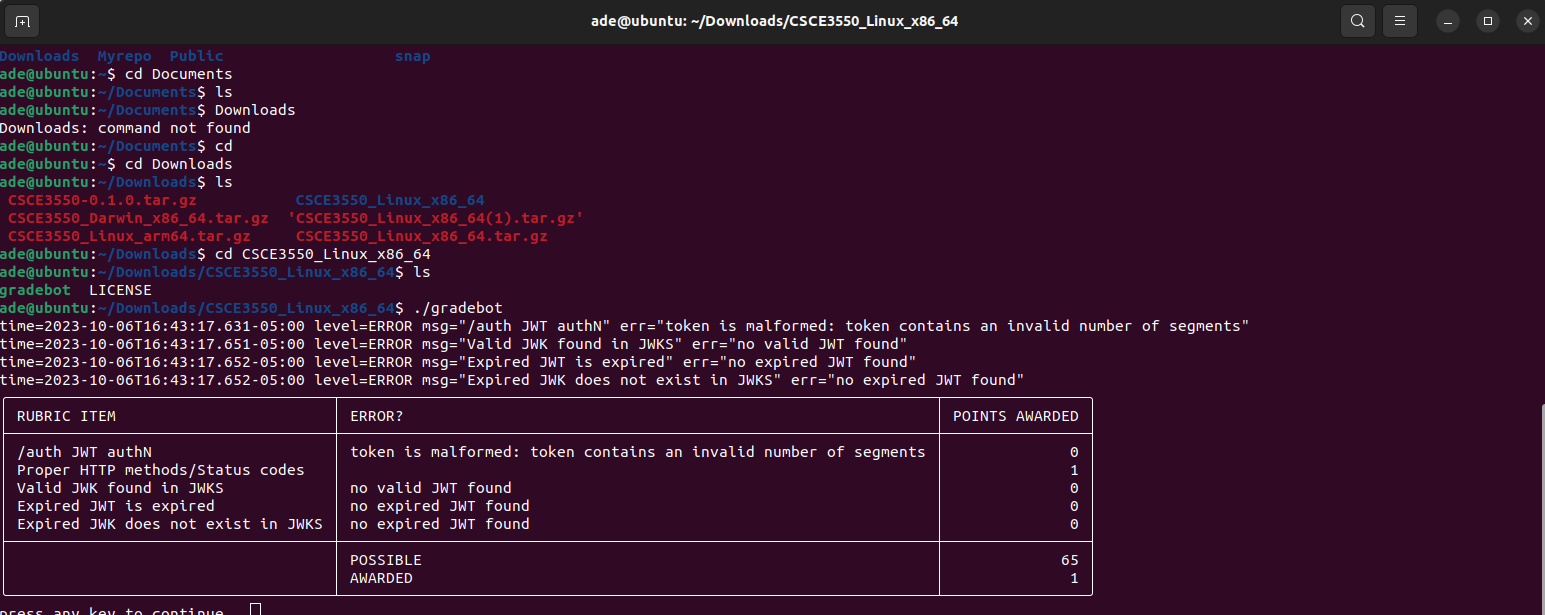 ade@ubuntu: ~/Downloads/CSCE3550_Linux_x86_64
Downloads  Myrepo  Public                   snap
ade@ubuntu:~$ cd Documents
ade@ubuntu:~/Documents$ ls
ade@ubuntu:~/Documents$ Downloads
Downloads: command not found
ade@ubuntu:~/Documents$ cd
ade@ubuntu:~$ cd Downloads
ade@ubuntu:~/Downloads$ ls
CSCE3550-0.1.0.tar.gz           CSCE3550_Linux_x86_64
CSCE3550_Darwin_x86_64.tar.gz  'CSCE3550_Linux_x86_64(1).tar.gz'
CSCE3550_Linux_arm64.tar.gz     CSCE3550_Linux_x86_64.tar.gz
ade@ubuntu:~/Downloads$ cd CSCE3550_Linux_x86_64
ade@ubuntu:~/Downloads/CSCE3550_Linux_x86_64$ ls
gradebot  LICENSE
ade@ubuntu:~/Downloads/CSCE3550_Linux_x86_64$ ./gradebot
time=2023-10-06T16:43:17.631-05:00 level=ERROR msg="/auth JWT authN" err="token is malformed: token contains an invalid number of segments"
time=2023-10-06T16:43:17.651-05:00 level=ERROR msg="Valid JWK found in JWKS" err="no valid JWT found"
time=2023-10-06T16:43:17.652-05:00 level=ERROR msg="Expired JWT is expired" err="no expired JWT found"
time=2023-10-06T16:43:17.652-05:00 level=ERROR msg="Expired JWK does not exist in JWKS" err="no expired JWT found"
RUBRIC ITEM  ERROR?  POINTS AWARDED
/auth JWT authN  token is malformed: token contains an invalid number of segments  0
Proper HTTP methods/Status codes  1
Valid JWK found in JWKS  no valid JWT found  0
Expired JWT is expired  no expired JWT found  0
Expired JWK does not exist in JWKS  no expired JWT found  0
POSSIBLE  65
AWARDED  1
press any key to continue